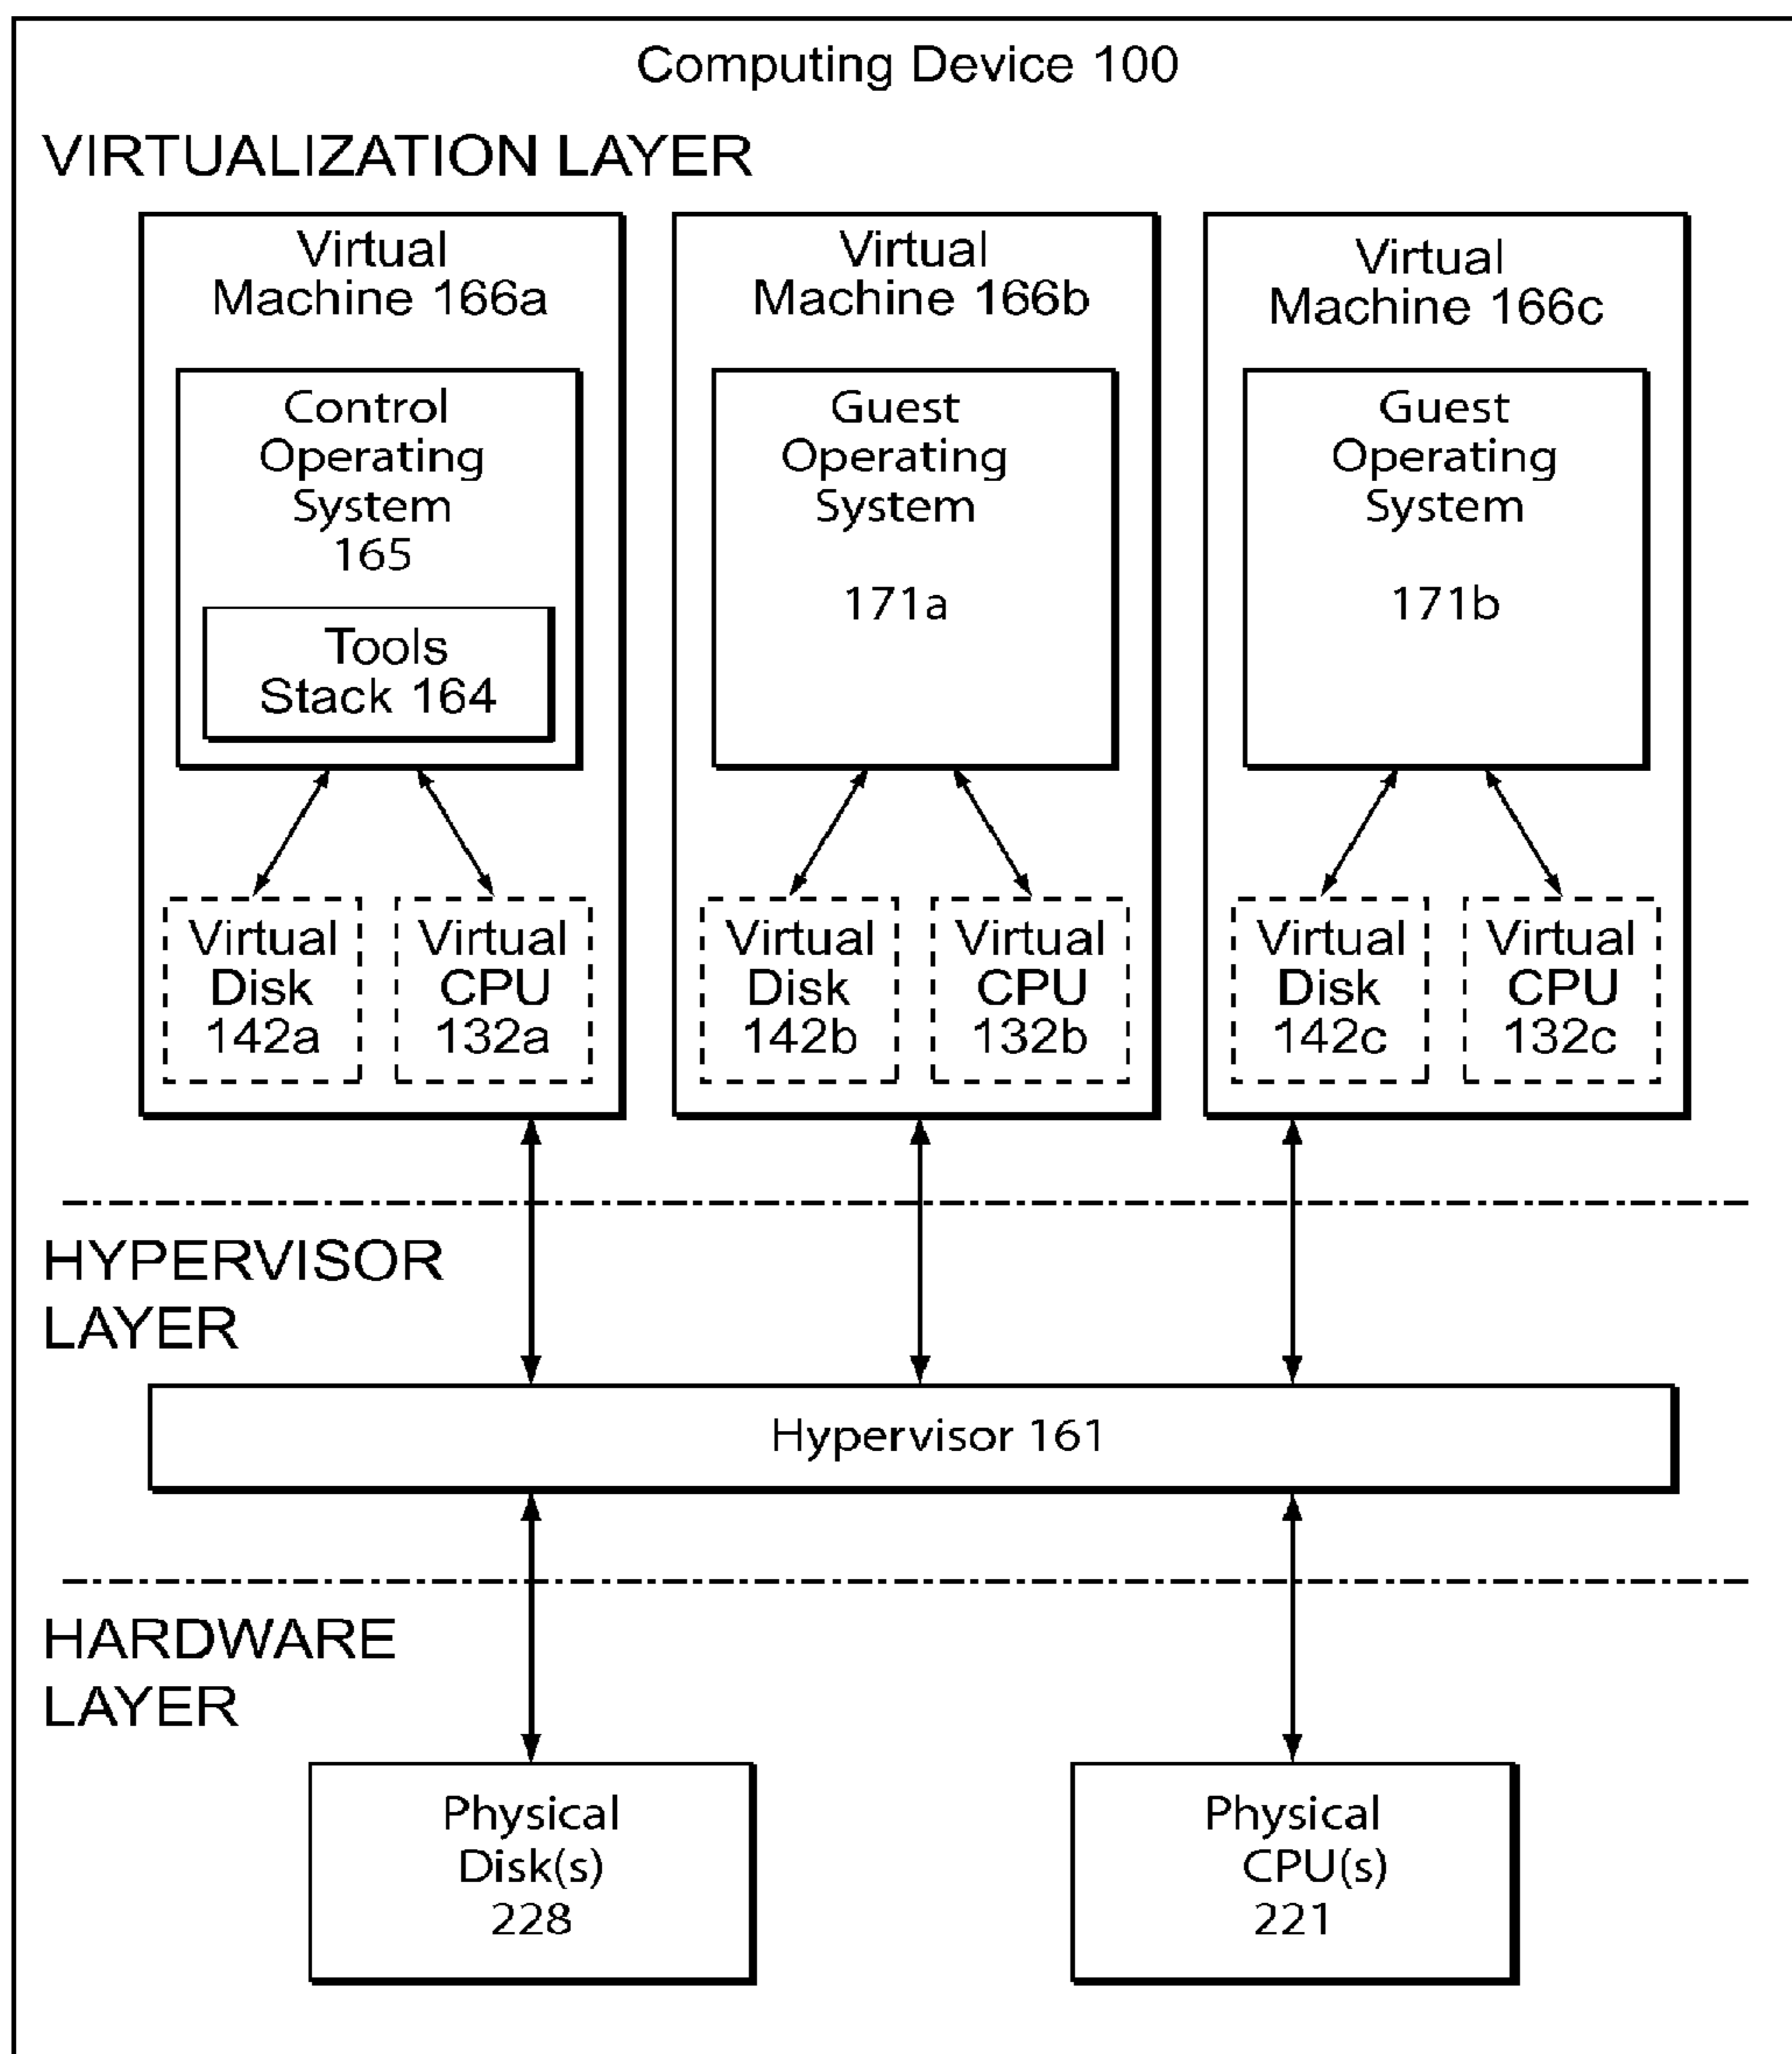 Computing Device 100
VIRTUALIZATION LAYER
Virtual
Machine 166a
Control
Operating
System
165
Tools
Stack 164
Virtual
Disk
142a
Virtual
CPU
132a
Virtual
Machine 166b
Guest
Operating
System
171a
Virtual
Disk
142b
Virtual
CPU
132b
Virtual
Machine 166c
Guest
Operating
System
171b
Virtual
Disk
142c
Virtual
CPU
132c
HYPERVISOR
LAYER
Hypervisor 161
HARDWARE
LAYER
Physical
Disk(s)
228
Physical
CPU(s)
221